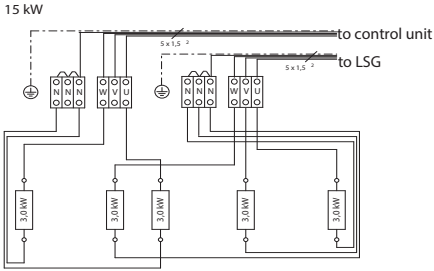 15 kW
to control unit
5 x 1,5 2
to LSG
5 x 1,5 2
N N N W V U N N N W V U
3,0 kW 3,0 kW 3,0 kW 3,0 kW 3,0 kW